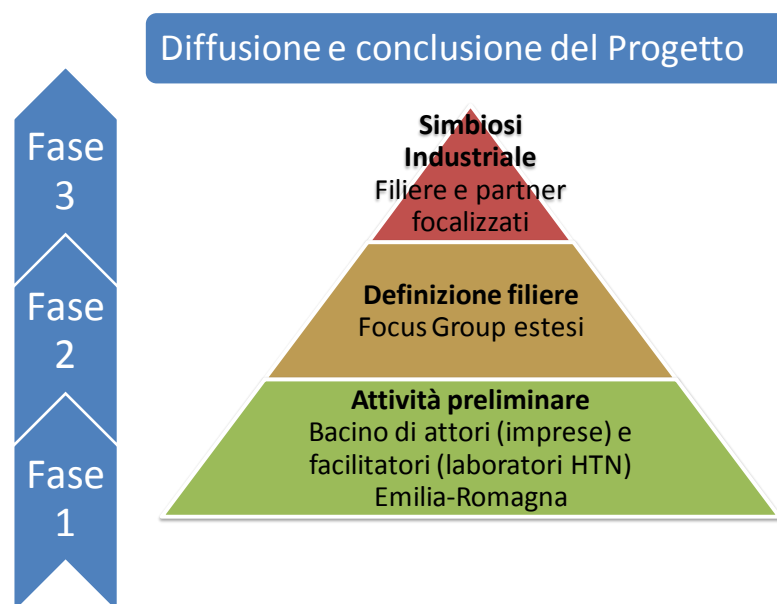 Diffusione e conclusione del Progetto
Fase
3
Simbiosi
Industriale
Filiere e partner
focalizzati
Fase
2
Definizione filiere
Focus Group estesi
Fase
1
Attività preliminare
Bacino di attori (imprese) e
facilitatori (laboratori HTN)
Emilia-Romagna